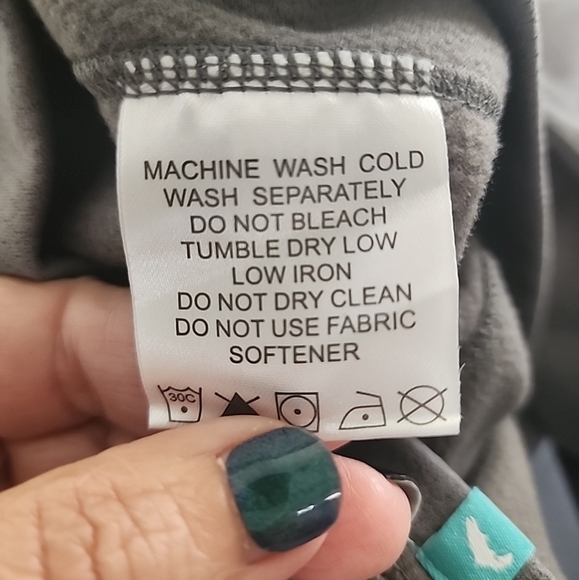 MACHINE WASH COLD
WASH SEPARATELY
DO NOT BLEACH
TUMBLE DRY LOW
LOW IRON
DO NOT DRY CLEAN
DO NOT USE FABRIC
SOFTENER
30C